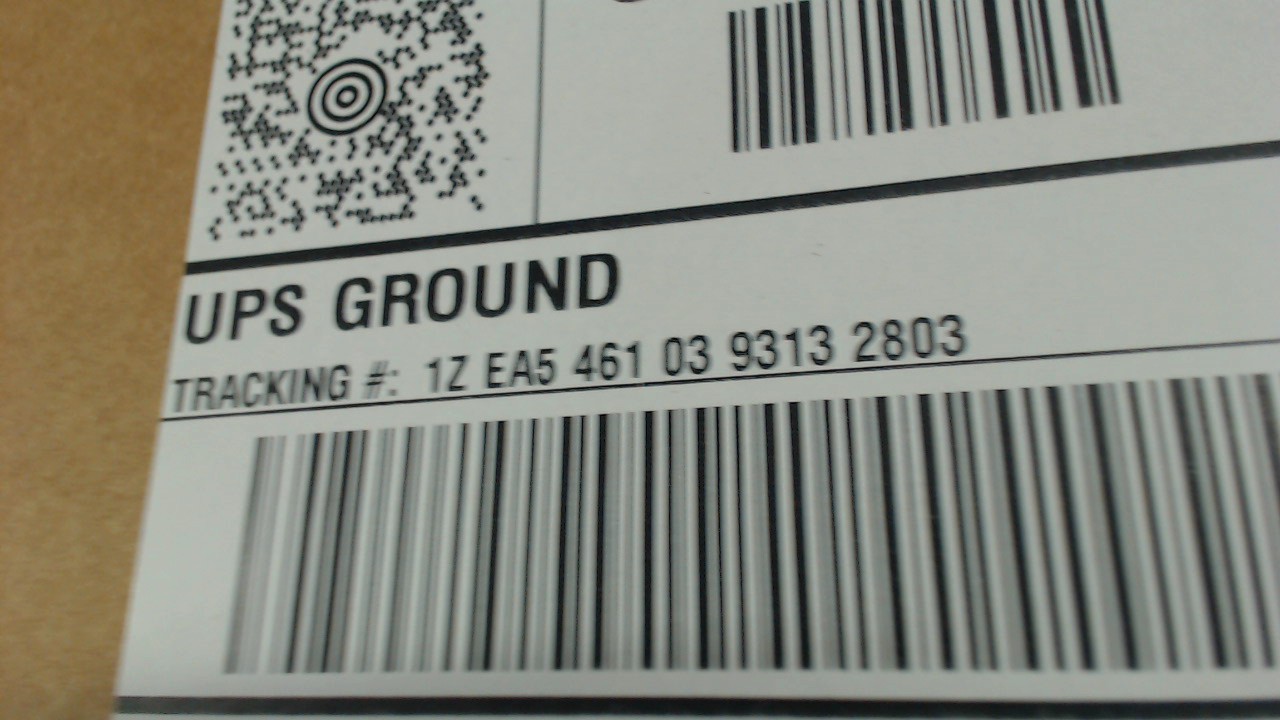 UPS GROUND
TRACKING #: 1Z EA5 461 03 9313 2803